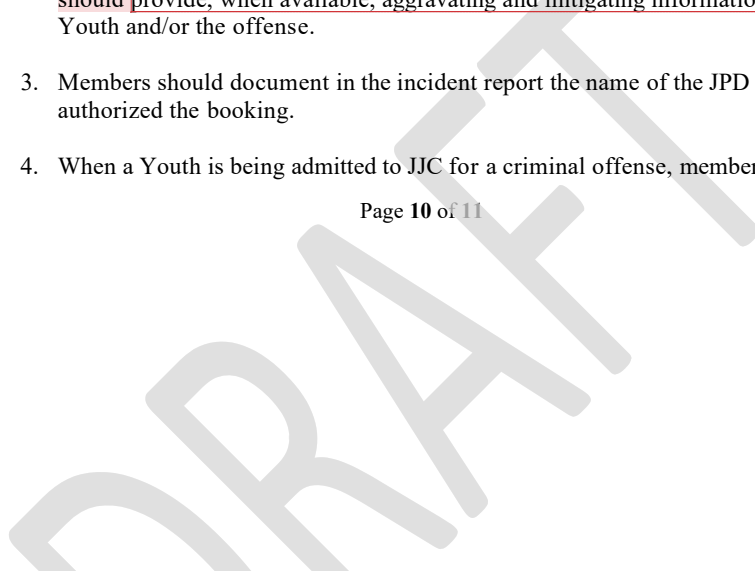 should provide, when available, aggravating and mitigating informatio
Youth and/or the offense.
3. Members should document in the incident report the name of the JPD
authorized the booking.
4. When a Youth is being admitted to JJC for a criminal offense, member
Page 10 of 11
DRAFT